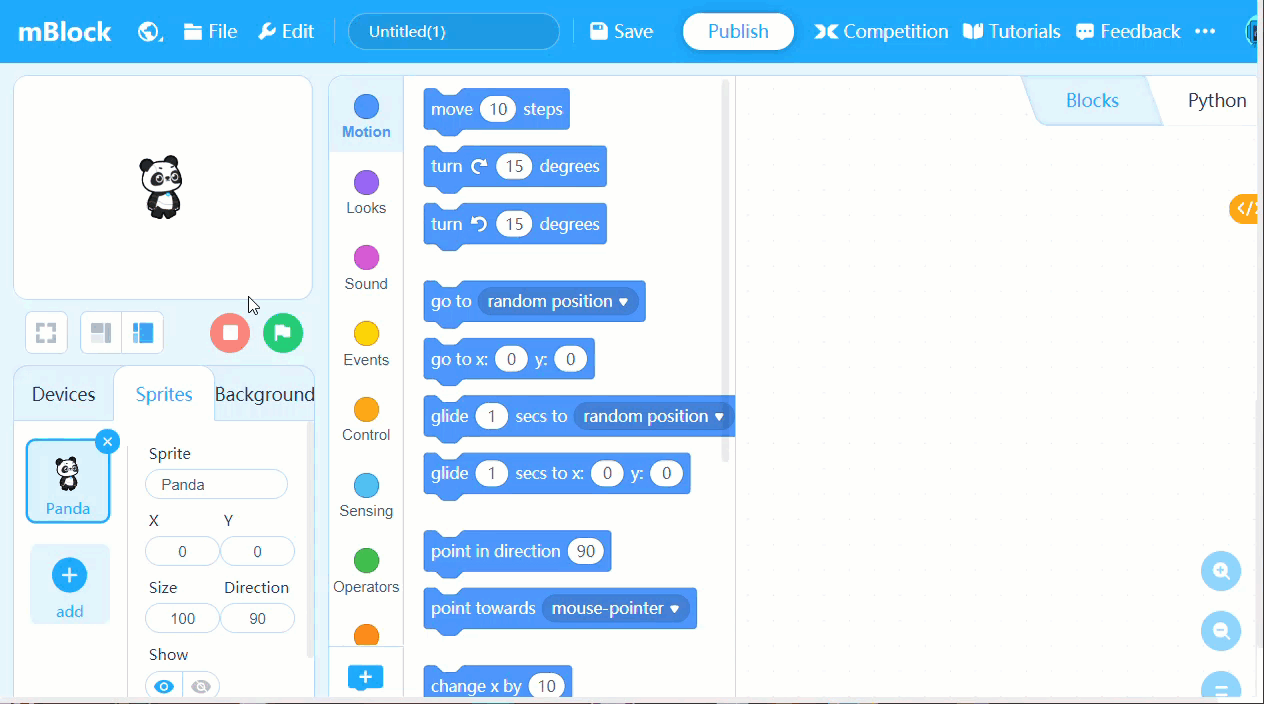 mBlock File Edit Untitled(1) Save Publish Competition Tutorials Feedback
Blocks Python
</>
Devices Sprites Background
Panda
add
Sprite
Panda
X Y
0 0
Size Direction
100 90
Show
Motion
Looks
Sound
Events
Control
Sensing
Operators
move 10 steps
turn 15 degrees
turn 15 degrees
go to random position
go to x: 0 y: 0
glide 1 secs to random position
glide 1 secs to x: 0 y: 0
point in direction 90
point towards mouse-pointer
change x by 10